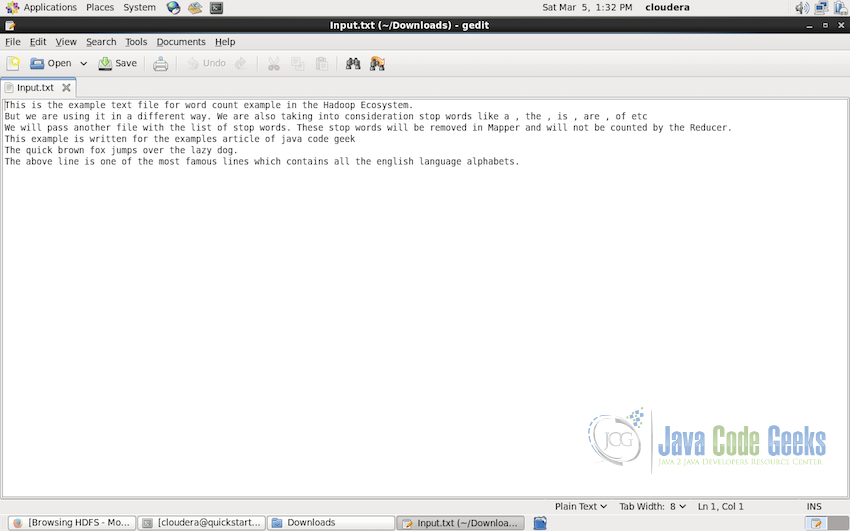 Applications Places System Sat Mar 5, 1:32 PM cloudera
Input.txt (~/Downloads) - gedit
File Edit View Search Tools Documents Help
Open Save Undo
Input.txt
This is the example text file for word count example in the Hadoop Ecosystem.
But we are using it in a different way. We are also taking into consideration stop words like a , the , is , are , of etc
We will pass another file with the list of stop words. These stop words will be removed in Mapper and will not be counted by the Reducer.
This example is written for the examples article of java code geek
The quick brown fox jumps over the lazy dog.
The above line is one of the most famous lines which contains all the english language alphabets.
JCG
Java Code Geeks
Java 2 Java Developers Resource Center
Plain Text Tab Width: 8 Ln 1, Col 1 INS
[Browsing HDFS - Mo... [cloudera@quickstart... Downloads Input.txt (~/Downloa...